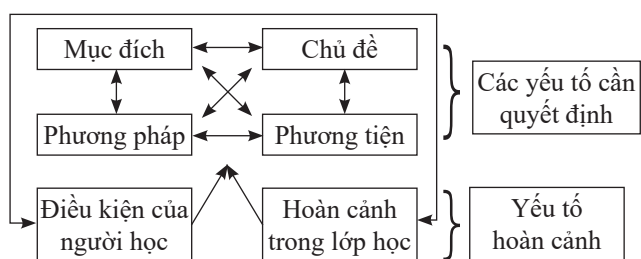 Mục đích
Chủ đề
Phương pháp
Phương tiện
Các yếu tố cần
quyết định
Điều kiện của
người học
Hoàn cảnh
trong lớp học
Yếu tố
hoàn cảnh